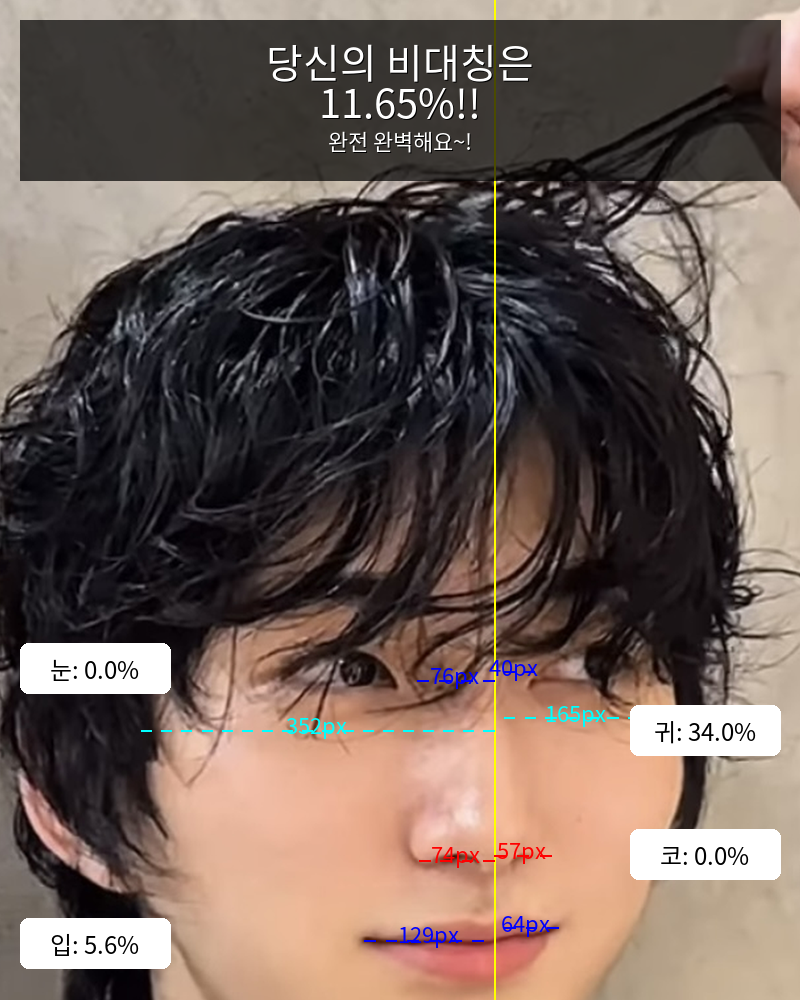 당신의 비대칭은
11.65%!!
완전 완벽해요~!
눈: 0.0%
76px
40px
352px
165px
귀: 34.0%
74px
57px
코: 0.0%
입: 5.6%
129px
64px